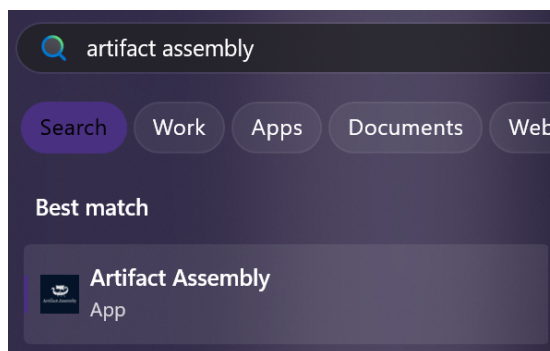 artifact assembly
Search Work Apps Documents Web
Best match
Artifact Assembly
App